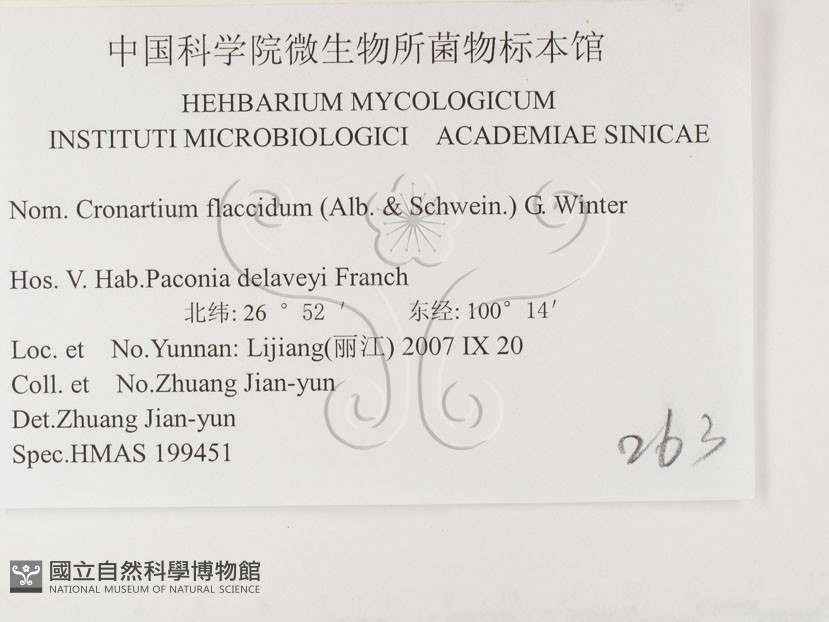 中国科学院微生物所菌物标本馆
HEHBARIUM MYCOLOGICUM
INSTITUTI MICROBIOLOGICI ACADEMIAE SINICAE
Nom. Cronartium flaccidum (Alb. & Schwein.) G. Winter
Hos. V. Hab.Paconia delaveyi Franch
北纬: 26 ° 52 ′ 东经: 100° 14′
Loc. et No.Yunnan: Lijiang(丽江) 2007 IX 20
Coll. et No.Zhuang Jian-yun
Det.Zhuang Jian-yun
Spec.HMAS 199451
263
國立自然科學博物館
NATIONAL MUSEUM OF NATURAL SCIENCE